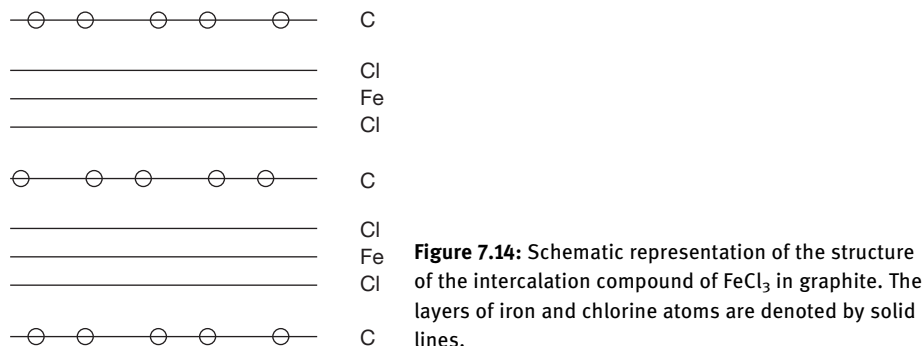 C
Cl
Fe
Cl
C
Cl
Fe
Cl
C
Figure 7.14: Schematic representation of the structure
of the intercalation compound of FeCl₃ in graphite. The
layers of iron and chlorine atoms are denoted by solid
lines.